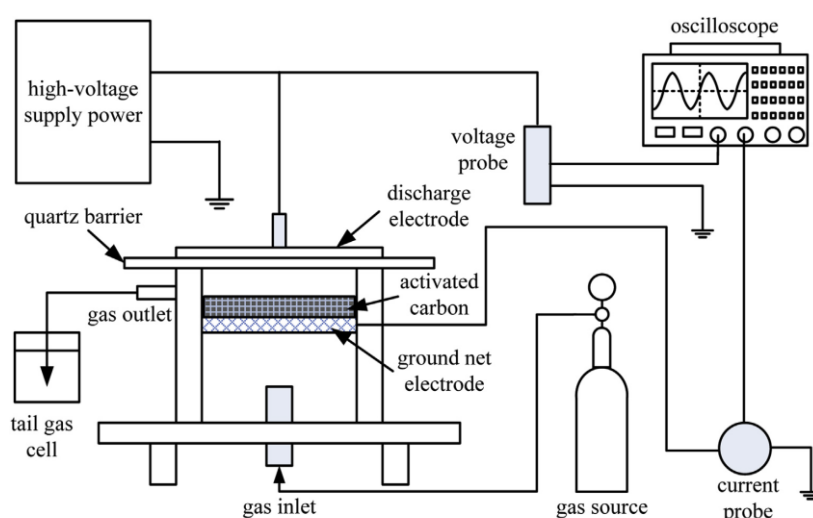 oscilloscope
high-voltage
supply power
voltage
probe
discharge
electrode
quartz barrier
activated
carbon
gas outlet
ground net
electrode
tail gas
cell
gas inlet
gas source
current
probe